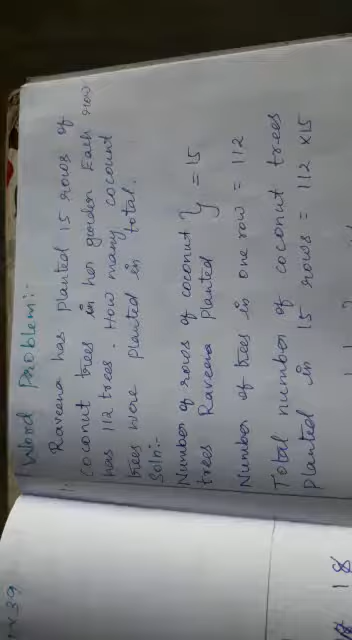 Word Problem:-
1. Raveena has planted 15 rows of
coconut trees in her garden. Each row
has 112 trees. How many coconut
trees were planted in total.
Soln:-
Number of rows of coconut } = 15
trees Raveena planted
Number of trees in one row = 112
Total number of coconut trees
planted in 15 rows = 112 x 15
39
18